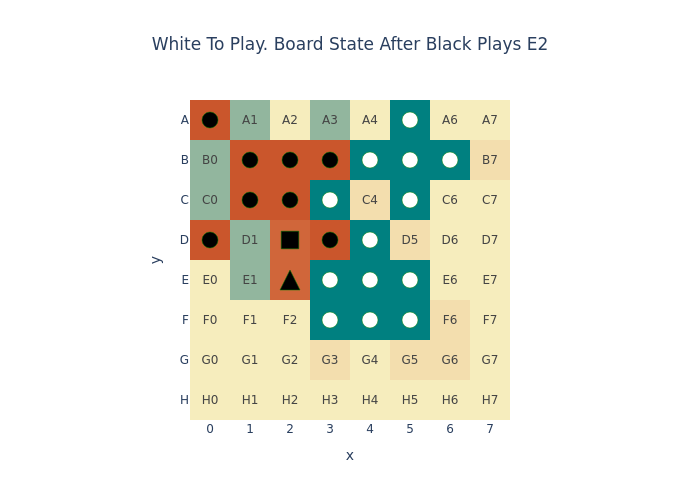 White To Play. Board State After Black Plays E2
A A1 A2 A3 A4 A6 A7
B B0 B7
C C0 C4 C6 C7
D D1 D5 D6 D7
y
E E0 E1 E6 E7
F F0 F1 F2 F6 F7
G G0 G1 G2 G3 G4 G5 G6 G7
H H0 H1 H2 H3 H4 H5 H6 H7
0 1 2 3 4 5 6 7
x